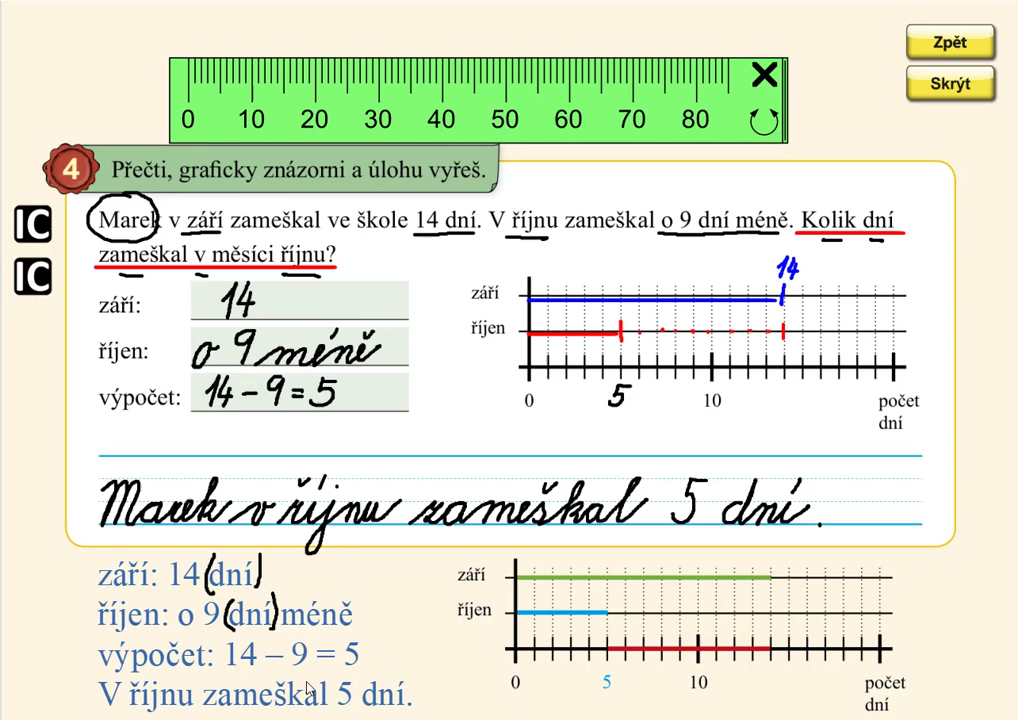 Zpět
Skrýt
0 10 20 30 40 50 60 70 80
4 Přečti, graficky znázorni a úlohu vyřeš.
IC
Marek v září zameškal ve škole 14 dní. V říjnu zameškal o 9 dní méně. Kolik dní
IC
zameškal v měsíci říjnu?
14
září: 14
září
říjen
říjen: o 9 méně
výpočet: 14 – 9 = 5
0 5 10 počet
dní
Marek v říjnu zameškal 5 dní.
září: 14 (dní)
září
říjen: o 9 (dní) méně
říjen
výpočet: 14 – 9 = 5
V říjnu zameškal 5 dní.
0 5 10 počet
dní